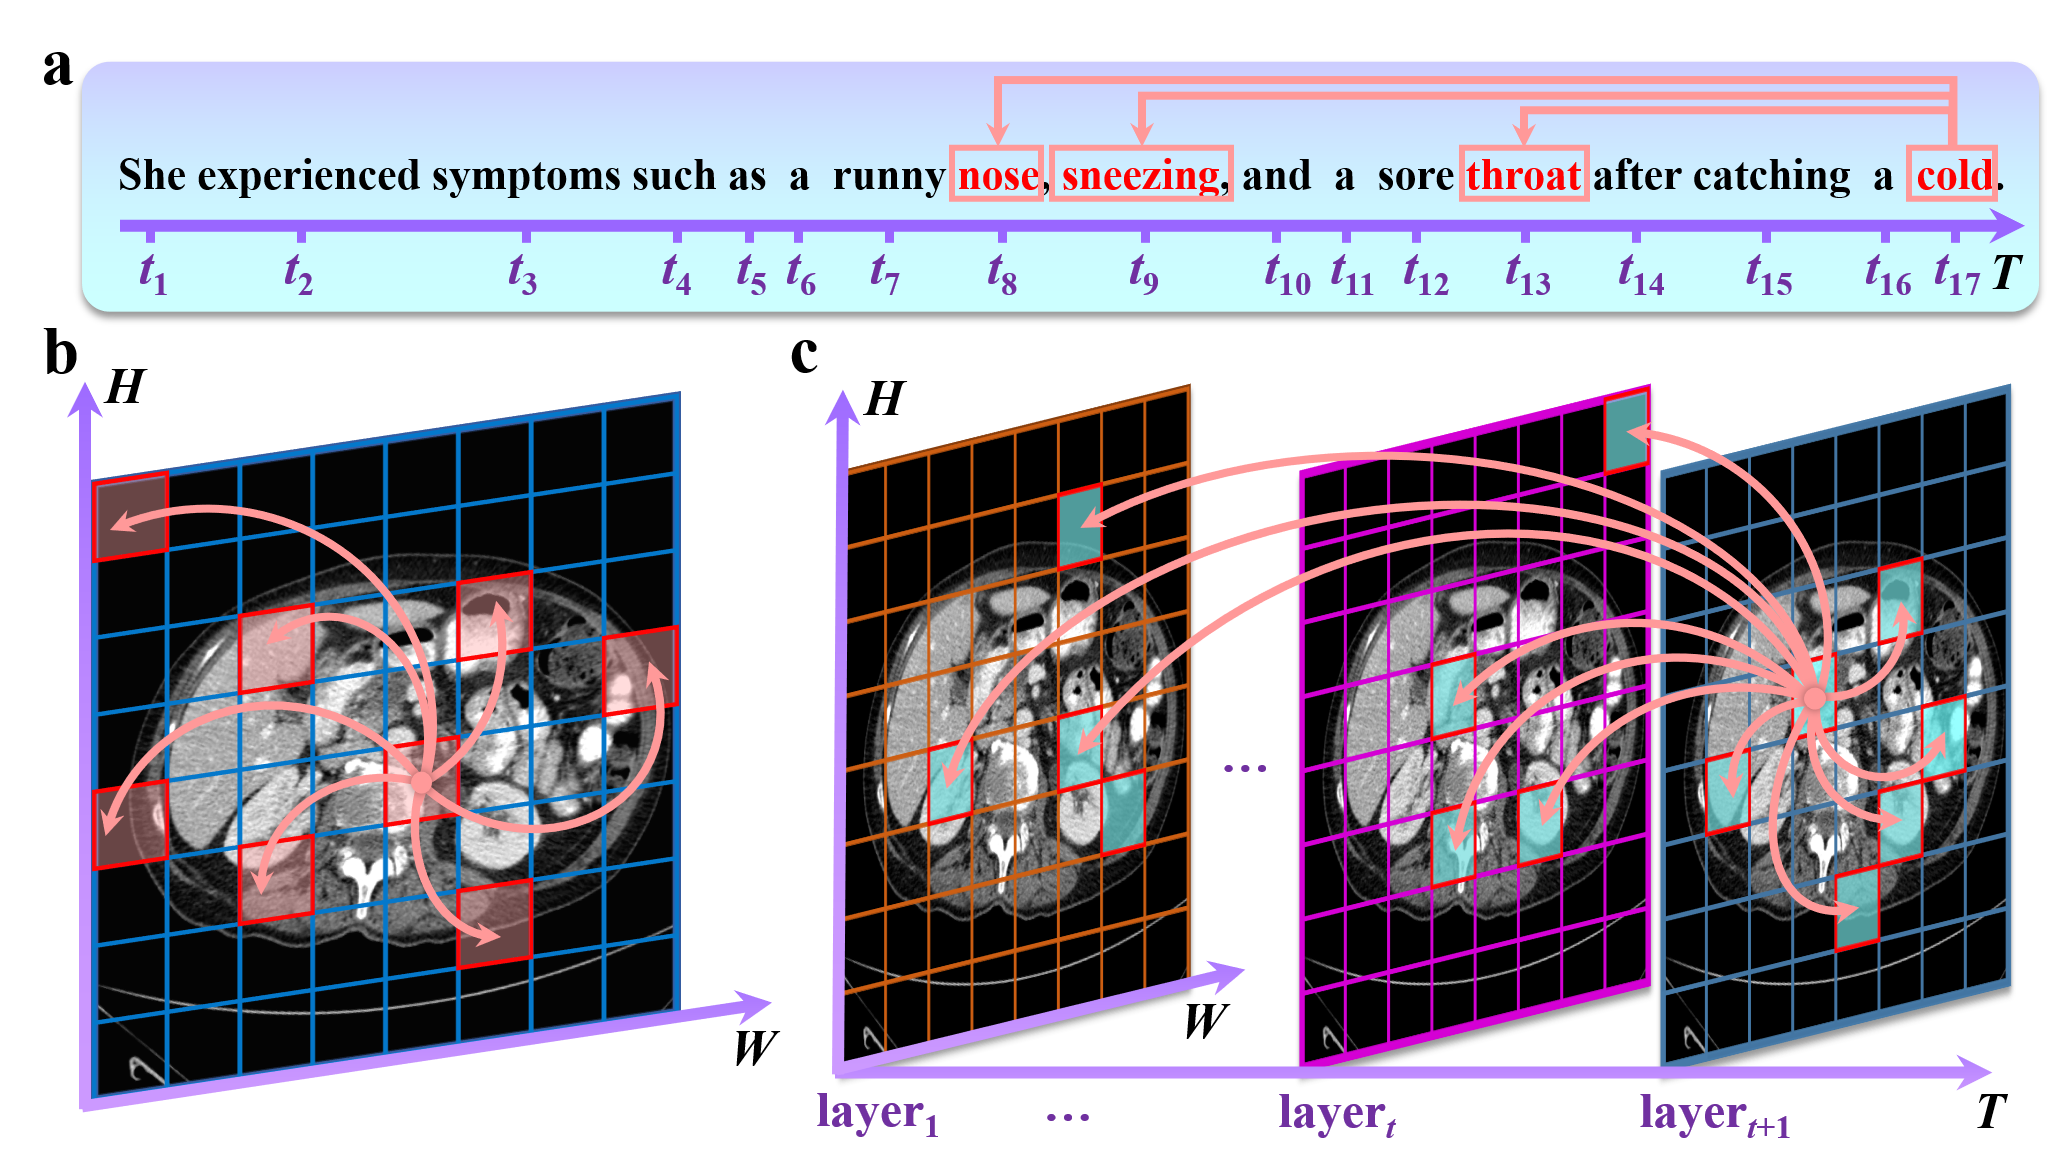 a
She experienced symptoms such as a runny nose, sneezing, and a sore throat after catching a cold.
t1 t2 t3 t4 t5 t6 t7 t8 t9 t10 t11 t12 t13 t14 t15 t16 t17 T
b
c
H
H
...
W
W
layer1 ... layert layert+1 T